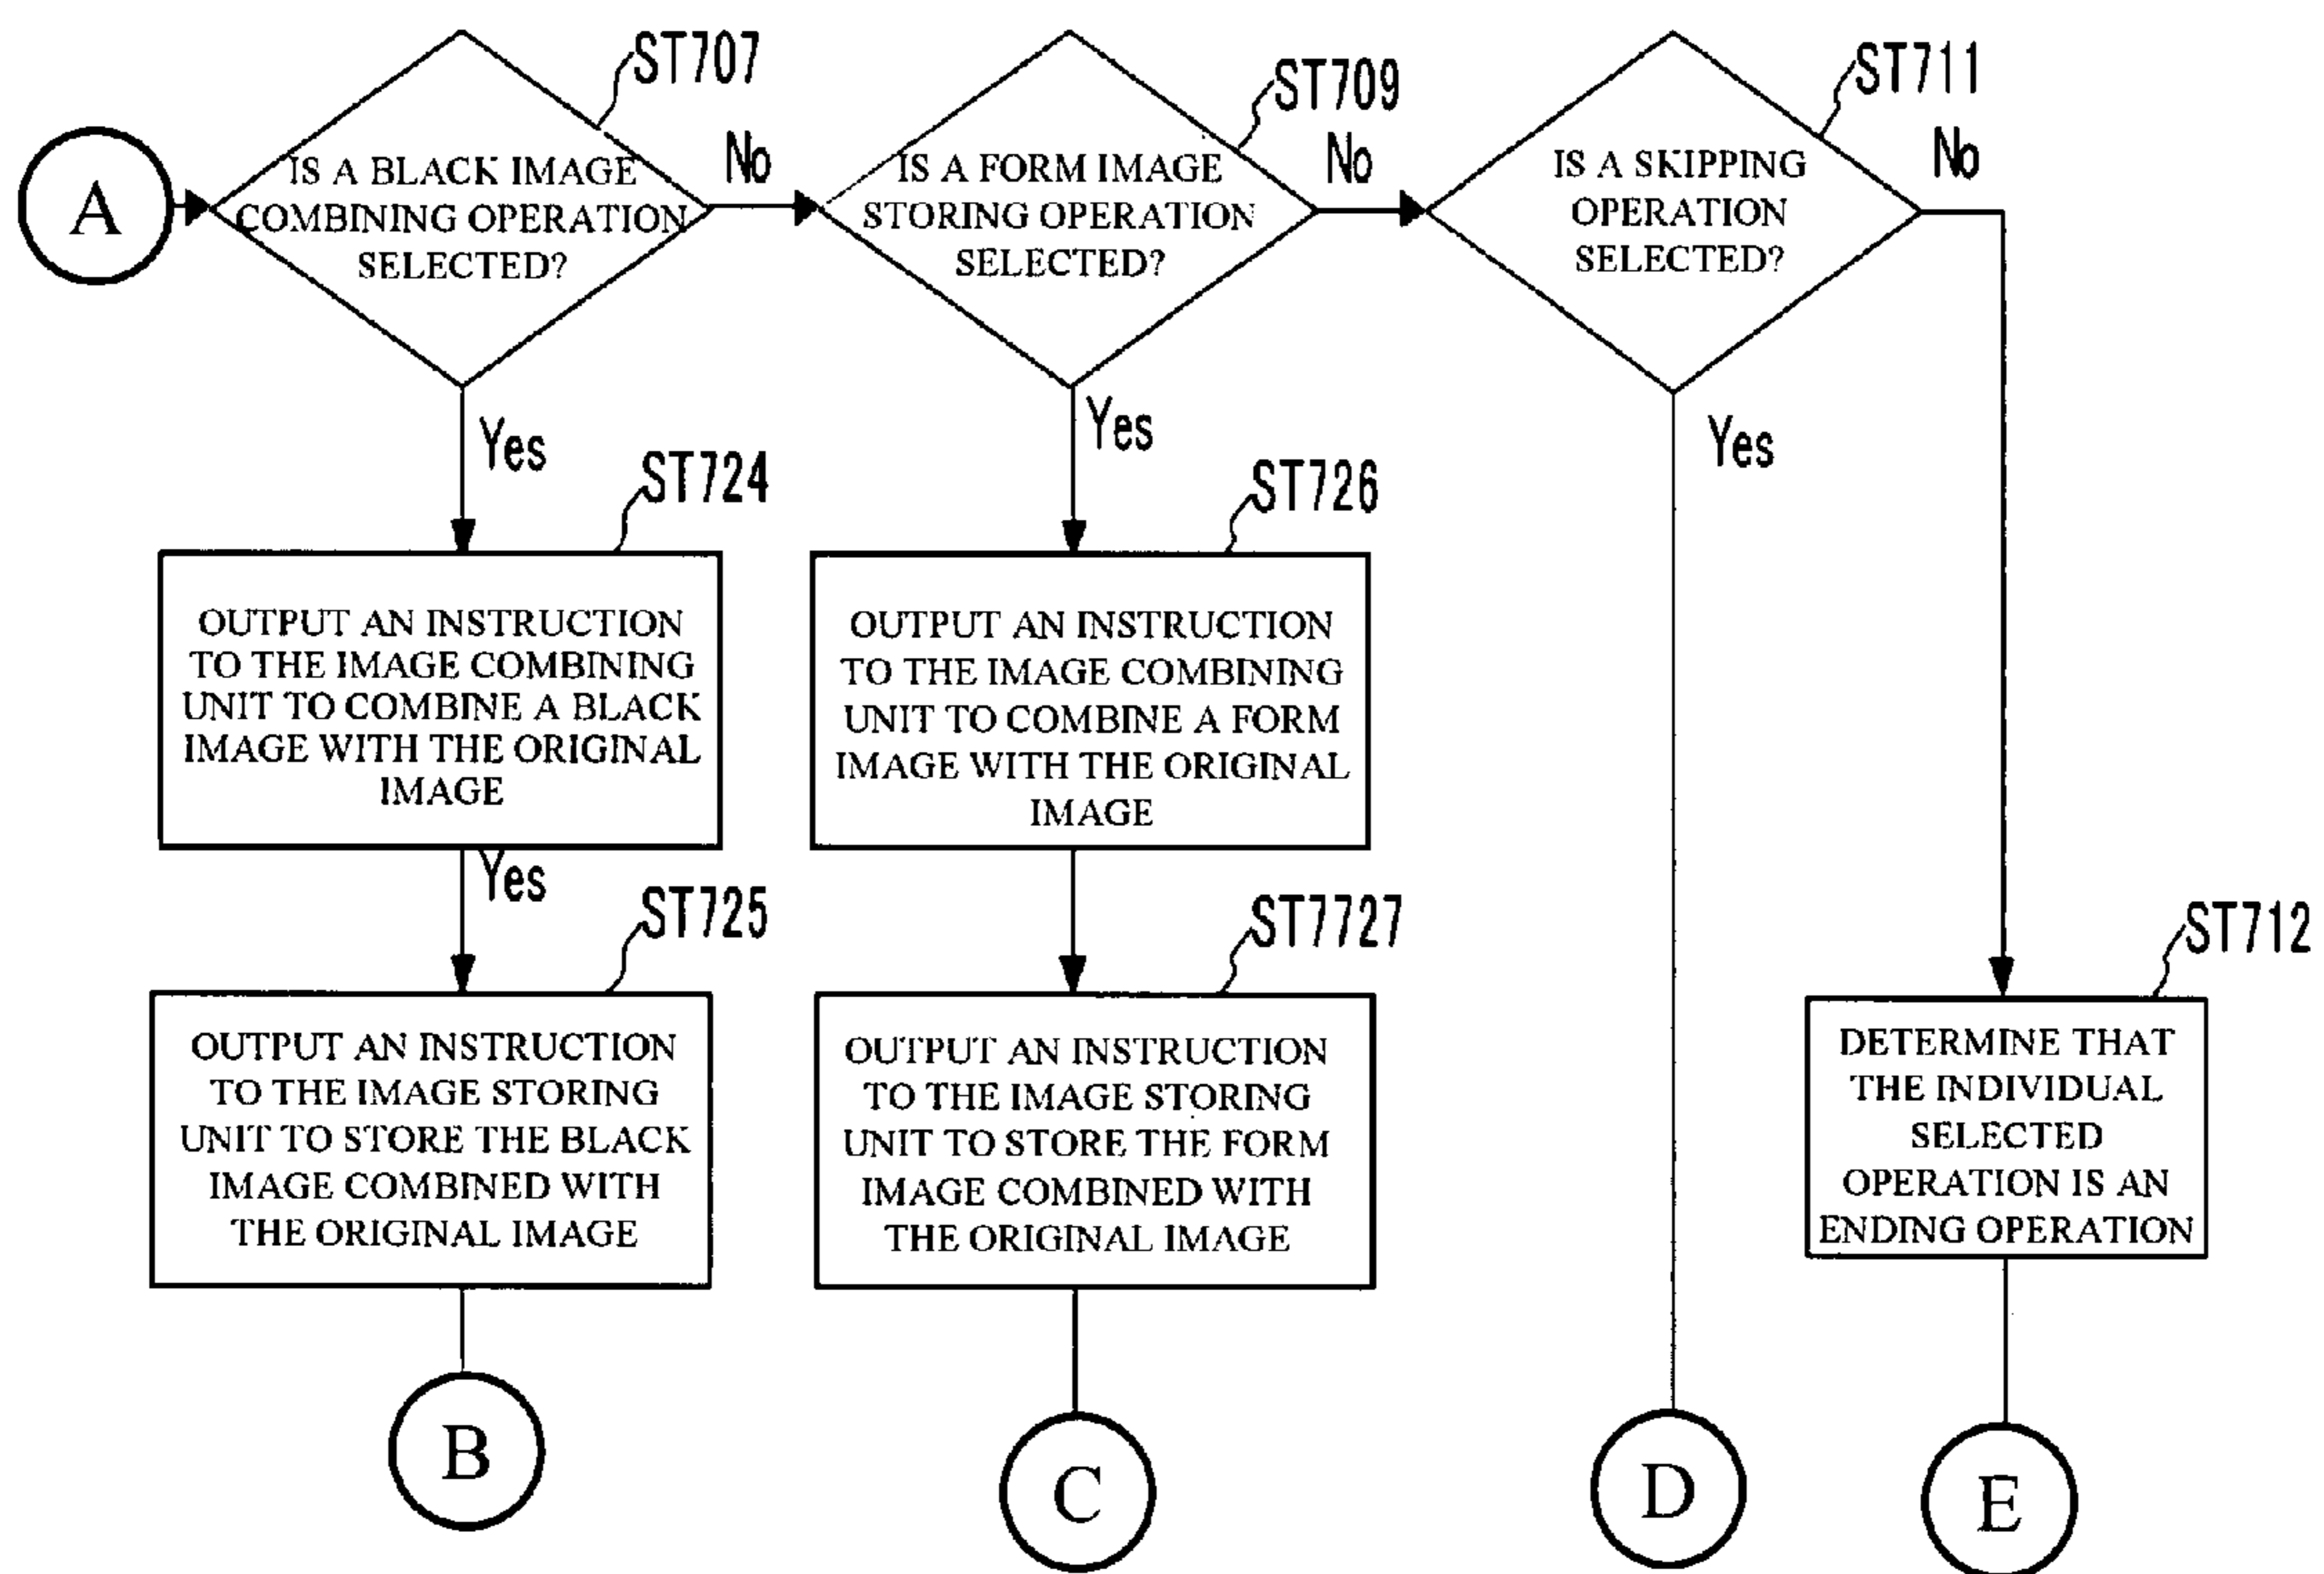 A
ST707
IS A BLACK IMAGE
COMBINING OPERATION
SELECTED?
No
Yes
ST709
IS A FORM IMAGE
STORING OPERATION
SELECTED?
No
Yes
ST711
IS A SKIPPING
OPERATION
SELECTED?
No
Yes
ST724
OUTPUT AN INSTRUCTION
TO THE IMAGE COMBINING
UNIT TO COMBINE A BLACK
IMAGE WITH THE ORIGINAL
IMAGE
Yes
ST726
OUTPUT AN INSTRUCTION
TO THE IMAGE COMBINING
UNIT TO COMBINE A FORM
IMAGE WITH THE ORIGINAL
IMAGE
ST725
OUTPUT AN INSTRUCTION
TO THE IMAGE STORING
UNIT TO STORE THE BLACK
IMAGE COMBINED WITH
THE ORIGINAL IMAGE
ST7727
OUTPUT AN INSTRUCTION
TO THE IMAGE STORING
UNIT TO STORE THE FORM
IMAGE COMBINED WITH
THE ORIGINAL IMAGE
ST712
DETERMINE THAT
THE INDIVIDUAL
SELECTED
OPERATION IS AN
ENDING OPERATION
B
C
D
E